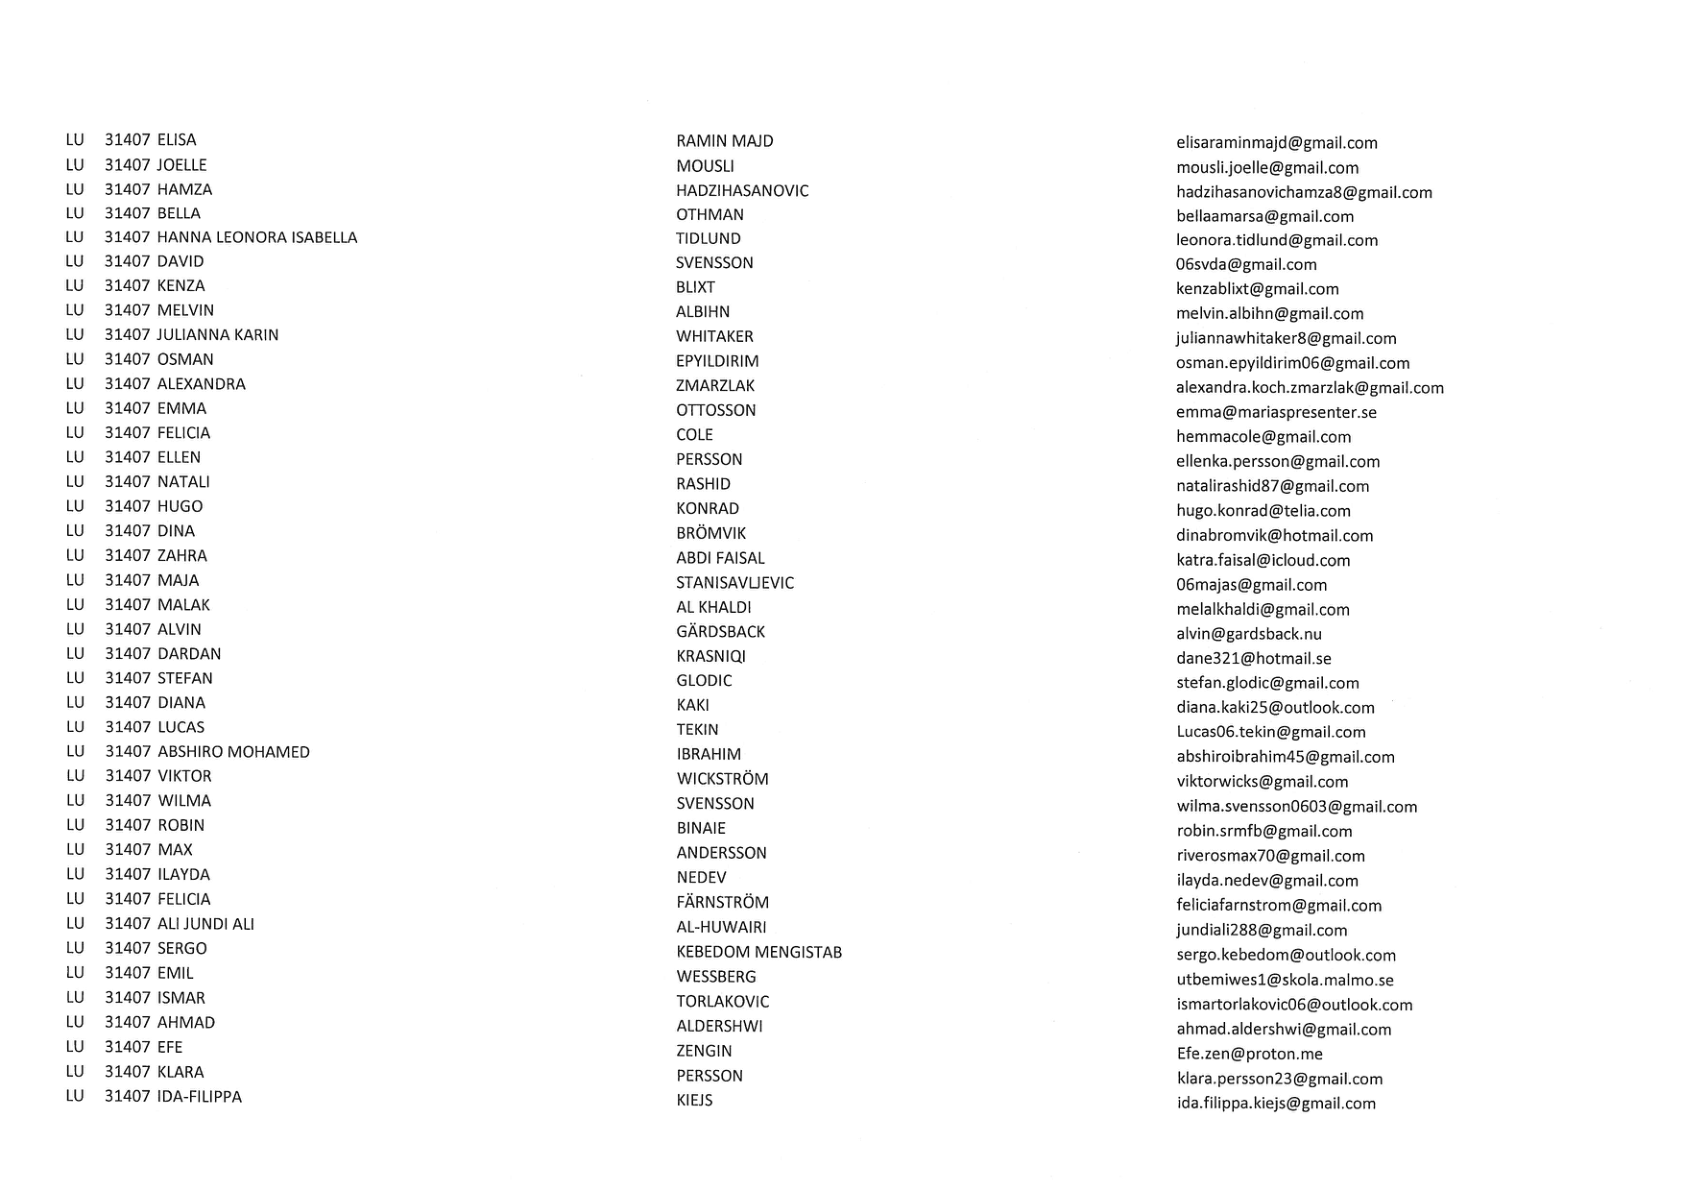 LU 31407 ELISA RAMIN MAJD elisaraminmajd@gmail.com
LU 31407 JOELLE MOUSLI mousli.joelle@gmail.com
LU 31407 HAMZA HADZIHASANOVIC hadzihasanovichamza8@gmail.com
LU 31407 BELLA OTHMAN bellaamarsa@gmail.com
LU 31407 HANNA LEONORA ISABELLA TIDLUND leonora.tidlund@gmail.com
LU 31407 DAVID SVENSSON 06svda@gmail.com
LU 31407 KENZA BLIXT kenzablixt@gmail.com
LU 31407 MELVIN ALBIHN melvin.albihn@gmail.com
LU 31407 JULIANNA KARIN WHITAKER juliannawhitaker8@gmail.com
LU 31407 OSMAN EPYILDIRIM osman.epyildirim06@gmail.com
LU 31407 ALEXANDRA ZMARZLAK alexandra.koch.zmarzlak@gmail.com
LU 31407 EMMA OTTOSSON emma@mariaspresenter.se
LU 31407 FELICIA COLE hemmacole@gmail.com
LU 31407 ELLEN PERSSON ellenka.persson@gmail.com
LU 31407 NATALI RASHID natalirashid87@gmail.com
LU 31407 HUGO KONRAD hugo.konrad@telia.com
LU 31407 DINA BRÖMVIK dinabromvik@hotmail.com
LU 31407 ZAHRA ABDI FAISAL katra.faisal@icloud.com
LU 31407 MAJA STANISAVLJEVIC 06majas@gmail.com
LU 31407 MALAK AL KHALDI melalkhaldi@gmail.com
LU 31407 ALVIN GÄRDSBACK alvin@gardsback.nu
LU 31407 DARDAN KRASNIQI dane321@hotmail.se
LU 31407 STEFAN GLODIC stefan.glodic@gmail.com
LU 31407 DIANA KAKI diana.kaki25@outlook.com
LU 31407 LUCAS TEKIN Lucas06.tekin@gmail.com
LU 31407 ABSHIRO MOHAMED IBRAHIM abshiroibrahim45@gmail.com
LU 31407 VIKTOR WICKSTRÖM viktorwicks@gmail.com
LU 31407 WILMA SVENSSON wilma.svensson0603@gmail.com
LU 31407 ROBIN BINAIE robin.srmfb@gmail.com
LU 31407 MAX ANDERSSON riverosmax70@gmail.com
LU 31407 ILAYDA NEDEV ilayda.nedev@gmail.com
LU 31407 FELICIA FÄRNSTRÖM feliciafarnstrom@gmail.com
LU 31407 ALI JUNDI ALI AL-HUWAIRI jundiali288@gmail.com
LU 31407 SERGO KEBEDOM MENGISTAB sergo.kebedom@outlook.com
LU 31407 EMIL WESSBERG utbemiwes1@skola.malmo.se
LU 31407 ISMAR TORLAKOVIC ismartorlakovic06@outlook.com
LU 31407 AHMAD ALDERSHWI ahmad.aldershwi@gmail.com
LU 31407 EFE ZENGIN Efe.zen@proton.me
LU 31407 KLARA PERSSON klara.persson23@gmail.com
LU 31407 IDA-FILIPPA KIEJS ida.filippa.kiejs@gmail.com